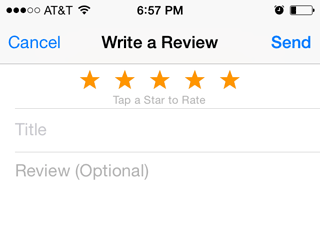 AT&T 6:57 PM
Cancel Write a Review Send
Tap a Star to Rate
Title
Review (Optional)